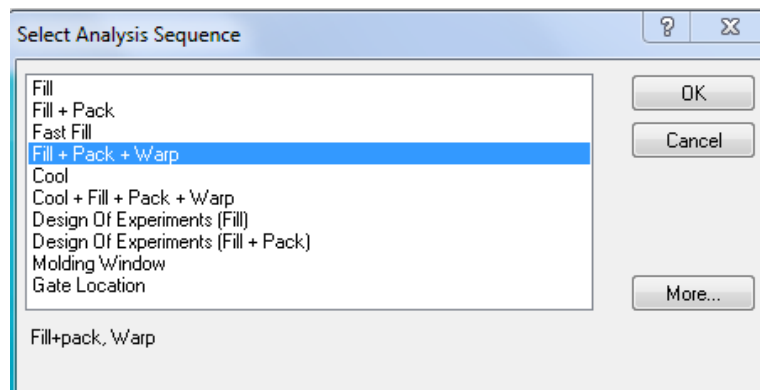 Select Analysis Sequence
Fill
Fill + Pack
Fast Fill
Fill + Pack + Warp
Cool
Cool + Fill + Pack + Warp
Design Of Experiments (Fill)
Design Of Experiments (Fill + Pack)
Molding Window
Gate Location
OK
Cancel
More...
Fill+pack, Warp